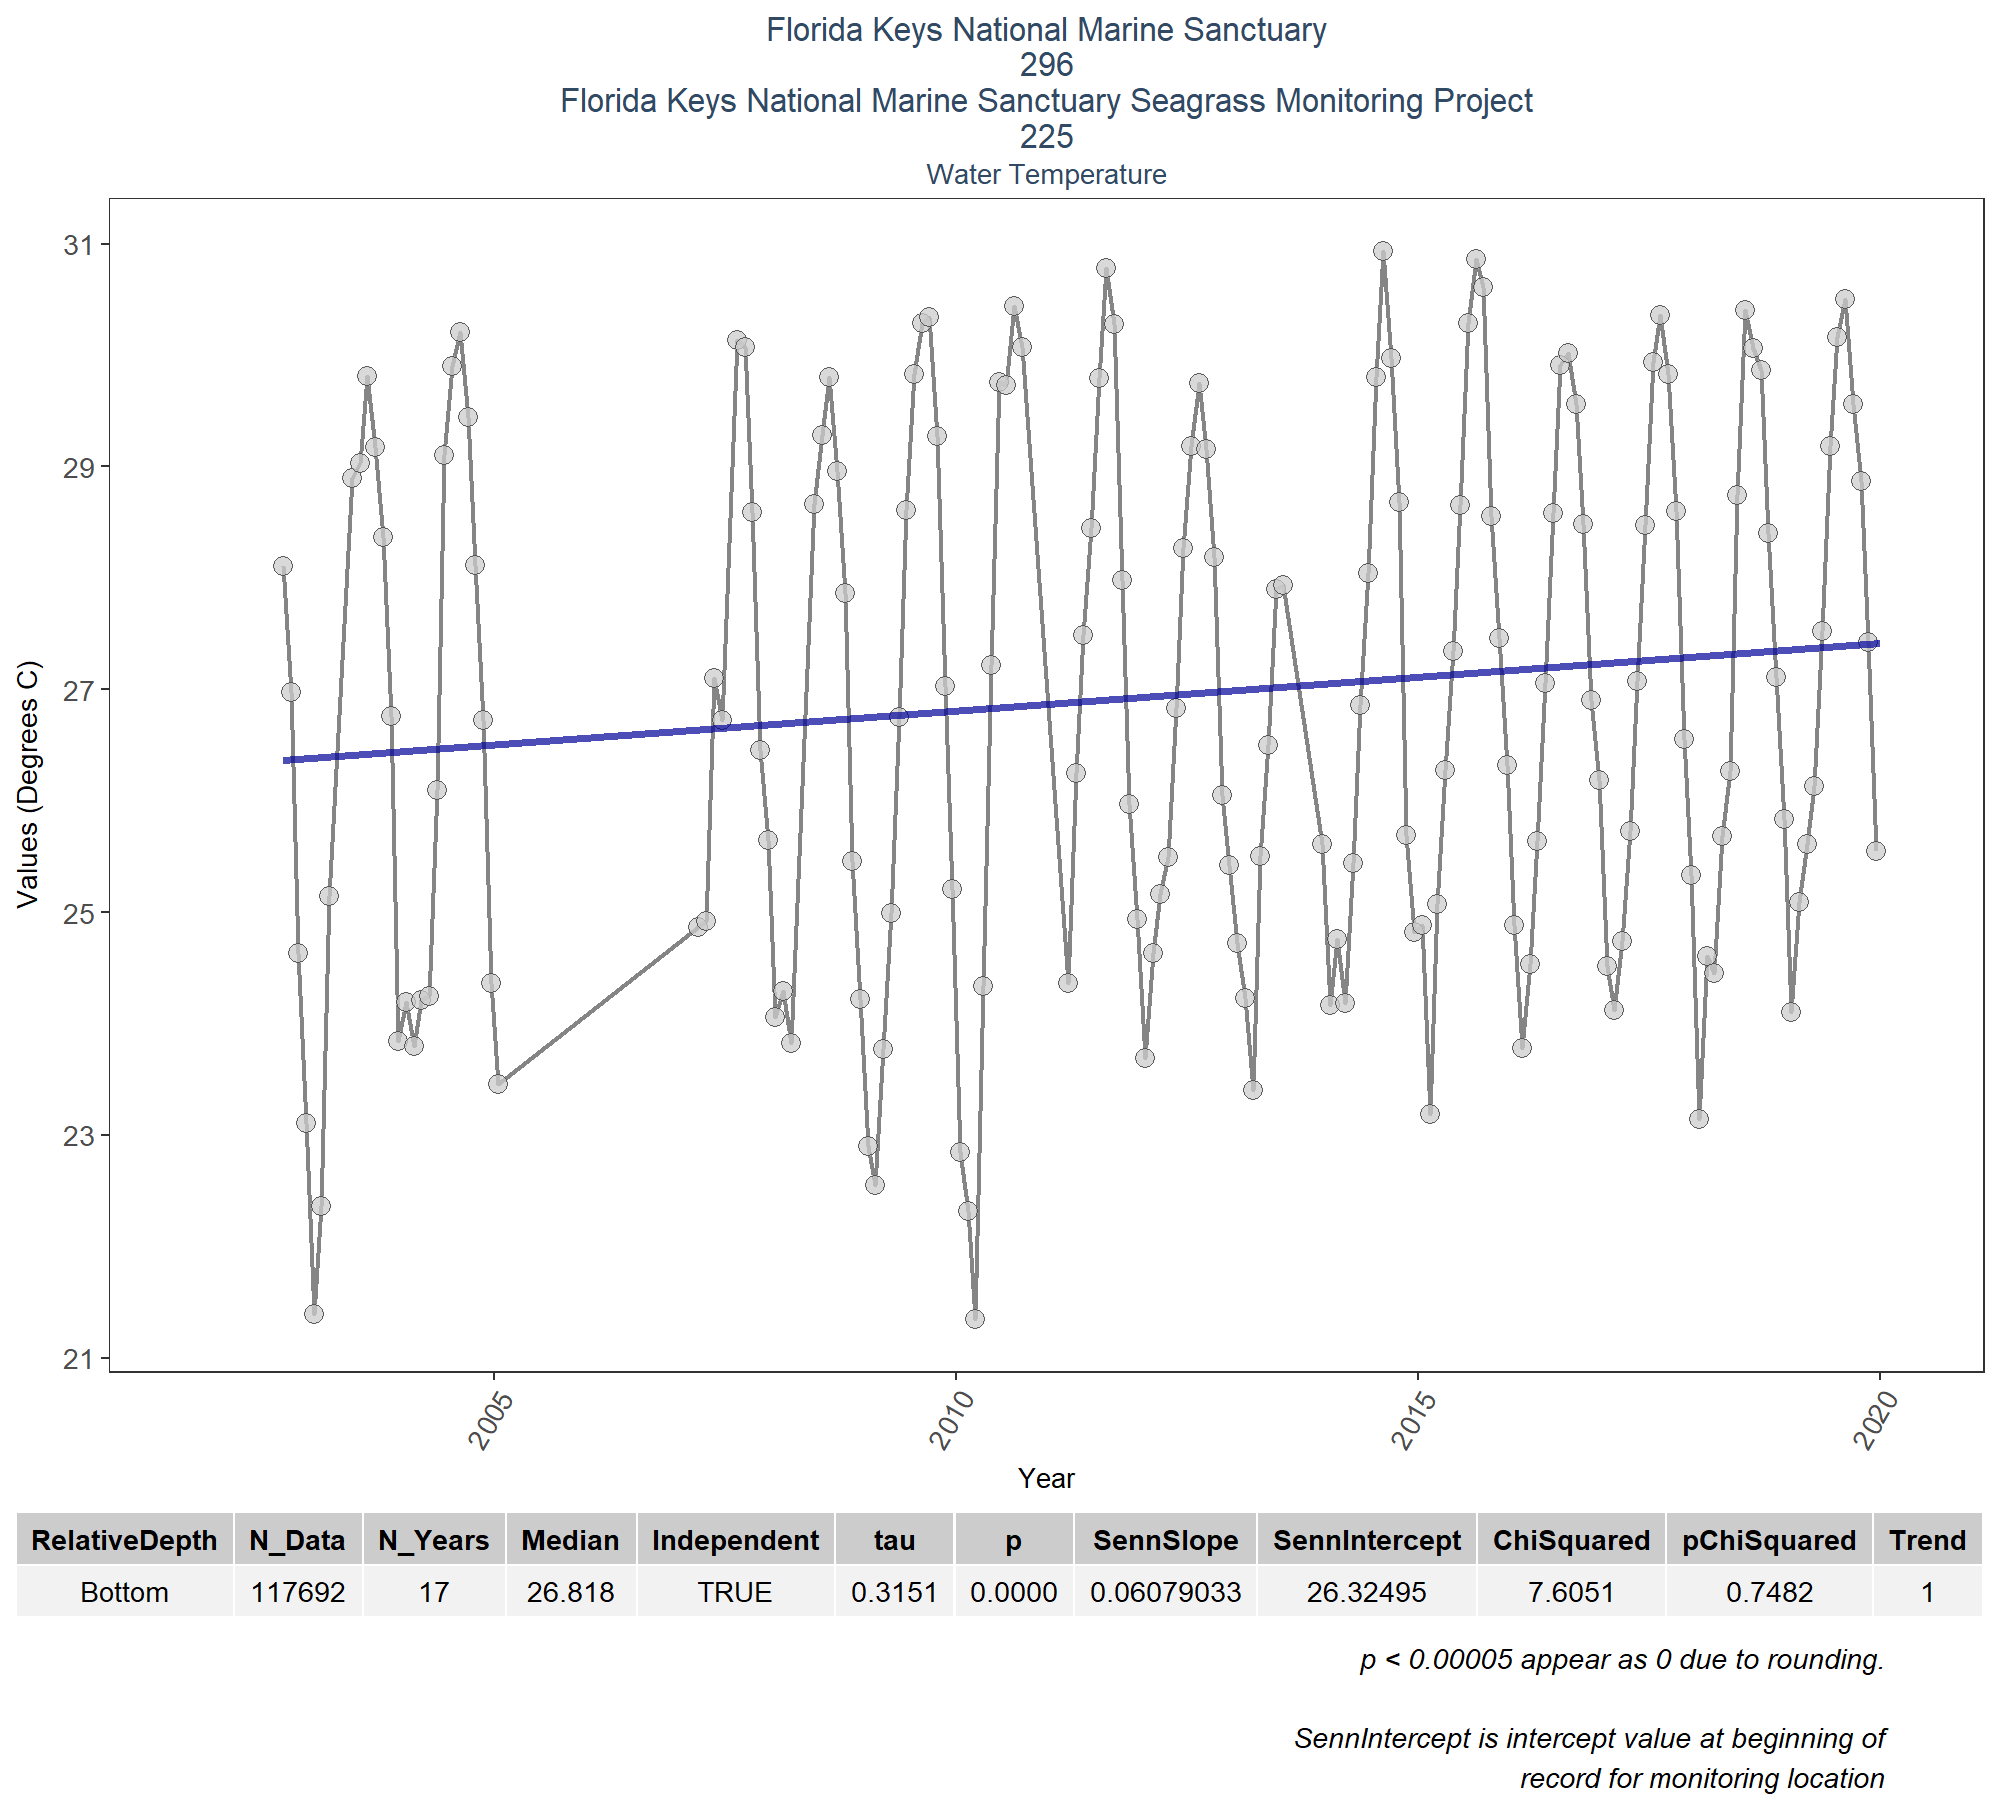 Florida Keys National Marine Sanctuary
296
Florida Keys National Marine Sanctuary Seagrass Monitoring Project
225
Water Temperature
Values (Degrees C)
31
29
27
25
23
21
2005
2010
2015
2020
Year
RelativeDepth N_Data N_Years Median Independent tau p SennSlope SennIntercept ChiSquared pChiSquared Trend
Bottom 117692 17 26.818 TRUE 0.3151 0.0000 0.06079033 26.32495 7.6051 0.7482 1
p < 0.00005 appear as 0 due to rounding.
SennIntercept is intercept value at beginning of
record for monitoring location